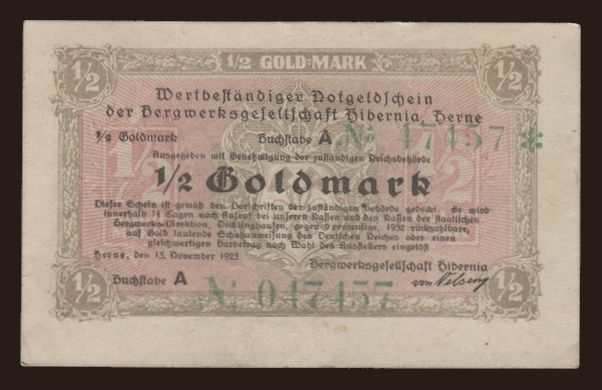 1/2 GOLD-MARK 1/2
1/2
Wertbeständiger Notgeldschein
der Bergwerksgesellschaft Hibernia, Herne
1/2 Goldmark Buchstabe A № 47457 *
Ausgegeben mit Genehmigung der zuständigen Reichsbehörde
1/2 Goldmark
Dieser Schein ist gemäß den Vorschriften der zuständigen Behörde gedeckt. Er wird
innerhalb 14 Tagen nach Aufruf bei unseren Kassen und den Kassen der staatlichen
Bergwerks-Direktion, Recklinghausen, gegen 6 prozentige, 1932 rückzahlbare,
auf Gold lautende Schatzanweisung des Deutschen Reiches oder einen
gleichwertigen Barbetrag nach Wahl des Ausstellers eingelöst
Herne, den 15. November 1923
Bergwerksgesellschaft Hibernia
Buchstabe A № 047457 von Velsen
1/2 1/2